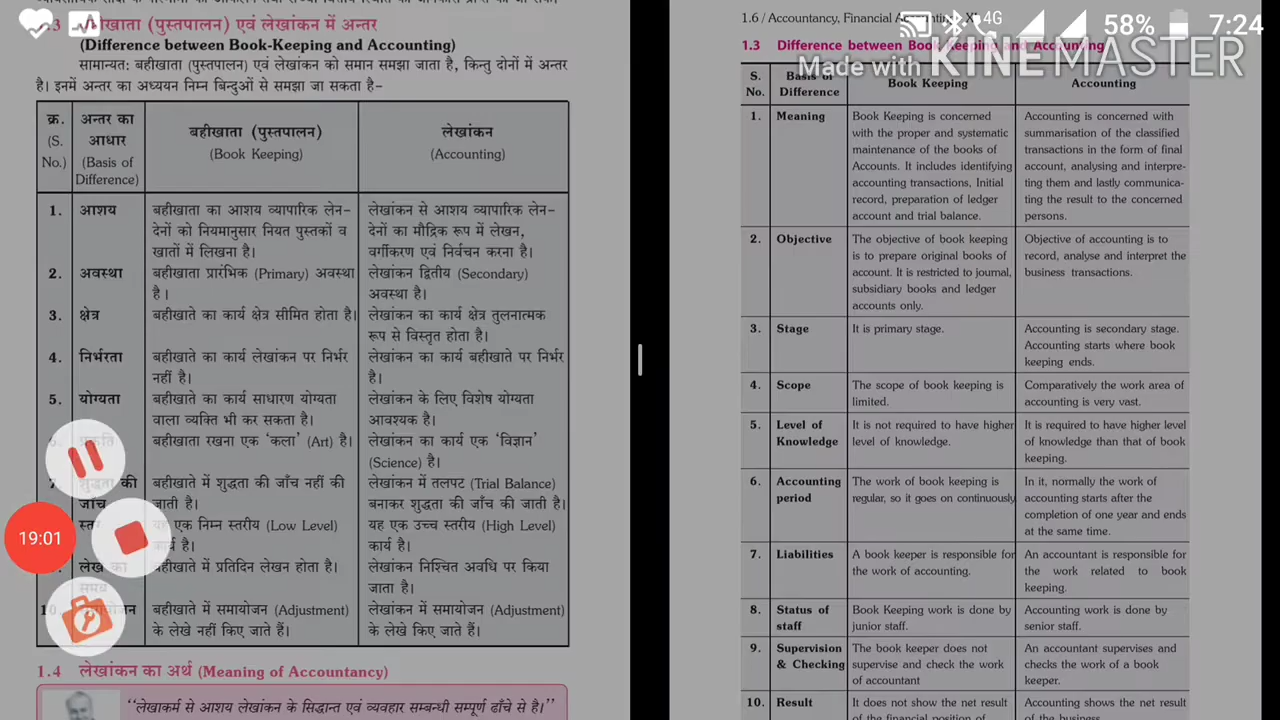 1.6 / Accountancy, Financial
4G
58%
7:24
Made with KINEMASTER
19:01
बहीखाता (पुस्तपालन) एवं लेखांकन में अन्तर
(Difference between Book-Keeping and Accounting)
सामान्यतः बहीखाता (पुस्तपालन) एवं लेखांकन को समान समझा जाता है, किन्तु दोनों में अन्तर
है। इनमें अन्तर का अध्ययन निम्न बिन्दुओं से समझा जा सकता है–
क्र. अन्तर का बहीखाता (पुस्तपालन) लेखांकन
(S. आधार (Book Keeping) (Accounting)
No.) (Basis of
Difference)
1. आशय बहीखाता का आशय व्यापारिक लेन- लेखांकन से आशय व्यापारिक लेन-
देनों को नियमानुसार नियत पुस्तकों व देनों का मौद्रिक रूप में लेखन,
खातों में लिखना है। वर्गीकरण एवं निर्वचन करना है।
2. अवस्था बहीखाता प्रारंभिक (Primary) अवस्था लेखांकन द्वितीय (Secondary)
है। अवस्था है।
3. क्षेत्र बहीखाते का कार्य क्षेत्र सीमित होता है। लेखांकन का कार्य क्षेत्र तुलनात्मक
रूप से विस्तृत होता है।
4. निर्भरता बहीखाते का कार्य लेखांकन पर निर्भर लेखांकन का कार्य बहीखाते पर निर्भर
नहीं है। है।
5. योग्यता बहीखाते का कार्य साधारण योग्यता लेखांकन के लिए विशेष योग्यता
वाला व्यक्ति भी कर सकता है। आवश्यक है।
बहीखाता रखना एक ‘कला’ (Art) है। लेखांकन का कार्य एक ‘विज्ञान’
(Science) है।
शुद्धता की बहीखाते में शुद्धता की जाँच नहीं की लेखांकन में तलपट (Trial Balance)
जाँच जाती है। बनाकर शुद्धता की जाँच की जाती है।
एक निम्न स्तरीय (Low Level) यह एक उच्च स्तरीय (High Level)
कार्य है। कार्य है।
लेखे का बहीखाते में प्रतिदिन लेखन होता है। लेखांकन निश्चित अवधि पर किया
जाता है।
10. बहीखाते में समायोजन (Adjustment) लेखांकन में समायोजन (Adjustment)
के लेखे नहीं किए जाते हैं। के लेखे किए जाते हैं।
1.4 लेखांकन का अर्थ (Meaning of Accountancy)
‘‘लेखाकर्म से आशय लेखांकन के सिद्धान्त एवं व्यवहार सम्बन्धी सम्पूर्ण ढाँचे से है।’’
1.3 Difference between Book Keeping and Accounting
S. Basis of Book Keeping Accounting
No. Difference
1. Meaning Book Keeping is concerned Accounting is concerned with
with the proper and systematic summarisation of the classified
maintenance of the books of transactions in the form of final
Accounts. It includes identifying account, analysing and interpre-
accounting transactions, Initial ting them and lastly communica-
record, preparation of ledger ting the result to the concerned
account and trial balance. persons.
2. Objective The objective of book keeping Objective of accounting is to
is to prepare original books of record, analyse and interpret the
account. It is restricted to journal, business transactions.
subsidiary books and ledger
accounts only.
3. Stage It is primary stage. Accounting is secondary stage.
Accounting starts where book
keeping ends.
4. Scope The scope of book keeping is Comparatively the work area of
limited. accounting is very vast.
5. Level of It is not required to have higher It is required to have higher level
Knowledge level of knowledge. of knowledge than that of book
keeping.
6. Accounting The work of book keeping is In it, normally the work of
period regular, so it goes on continuously accounting starts after the
completion of one year and ends
at the same time.
7. Liabilities A book keeper is responsible for An accountant is responsible for
the work of accounting. the work related to book
keeping.
8. Status of Book Keeping work is done by Accounting work is done by
staff junior staff. senior staff.
9. Supervision The book keeper does not An accountant supervises and
& Checking supervise and check the work checks the work of a book
of accountant keeper.
10. Result It does not show the net result Accounting shows the net result